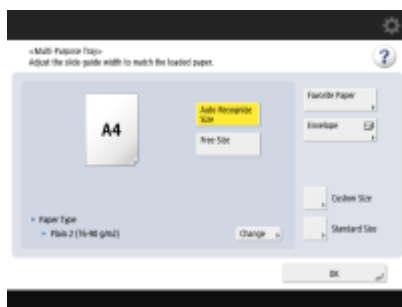 <Multi-Purpose Tray>
Adjust the slide guide width to match the loaded paper.
?
A4
Auto Recognize
Size
Free Size
Favorite Paper
Envelope
Custom Size
Standard Size
Paper Type
Plain 2 (76-90 g/m2)
Change
OK